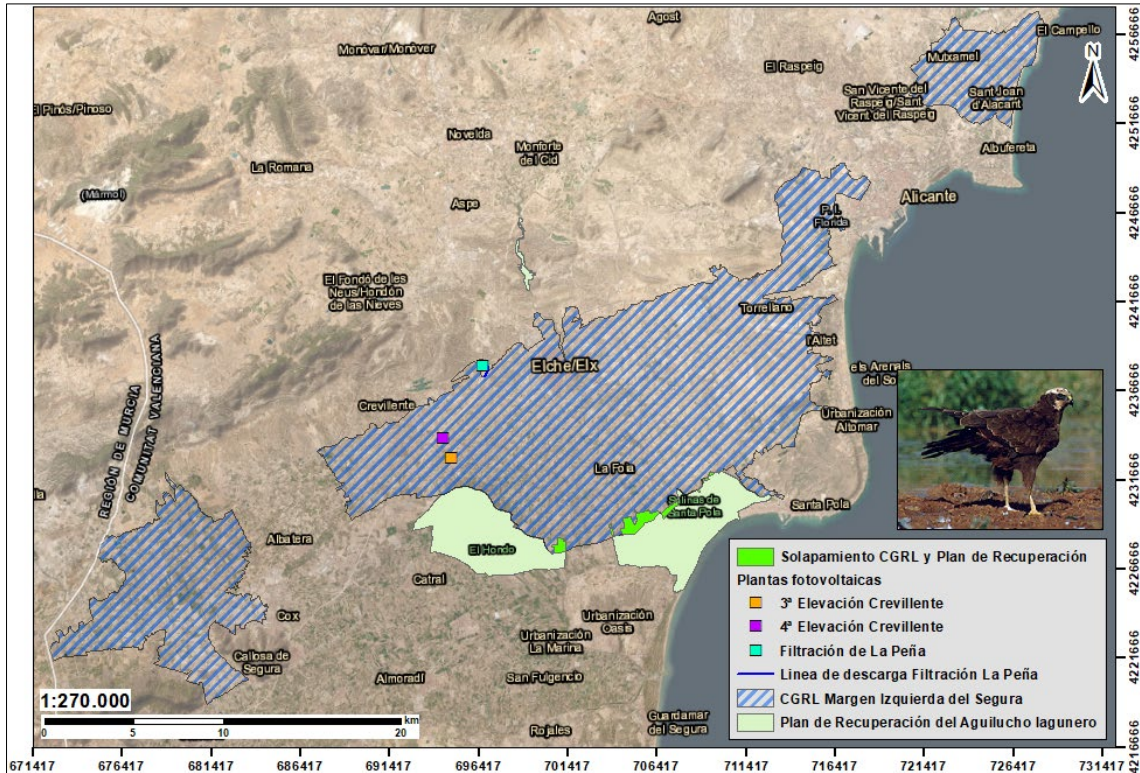 Agost
El Campello
Monóvar/Monòver
Mutxamel
El Raspeig
San Vicente del
Raspeig/Sant
Vicent del Raspeig
Sant Joan
d'Alacant
N
El Pinós/Pinoso
Novelda
Monforte
del Cid
Albufereta
La Romana
(Mármol)
Aspe
Alicante
P. I.
Florida
El Fondó de les
Neus/Hondón
de las Nieves
Torrellano
l'Altet
Elche/Elx
els Arenals
del Sol
Crevillente
Urbanización
Altomar
REGIÓN DE MURCIA
COMUNITAT VALENCIANA
La Foia
Salinas de
Santa Pola
Santa Pola
Albatera
El Hondo
Catral
Cox
Urbanización
Oasis
Urbanización
La Marina
Callosa de
Segura
Almoradí
San Fulgencio
Rojales
Guardamar
del Segura
Solapamiento CGRL y Plan de Recuperación
Plantas fotovoltaicas
3ª Elevación Crevillente
4ª Elevación Crevillente
Filtración de La Peña
Linea de descarga Filtración La Peña
CGRL Margen Izquierda del Segura
Plan de Recuperación del Aguilucho lagunero
1:270.000
km
0 5 10 20
671417 676417 681417 686417 691417 696417 701417 706417 711417 716417 721417 726417 731417
4256666
4251666
4246666
4241666
4236666
4231666
4226666
4221666
4216666